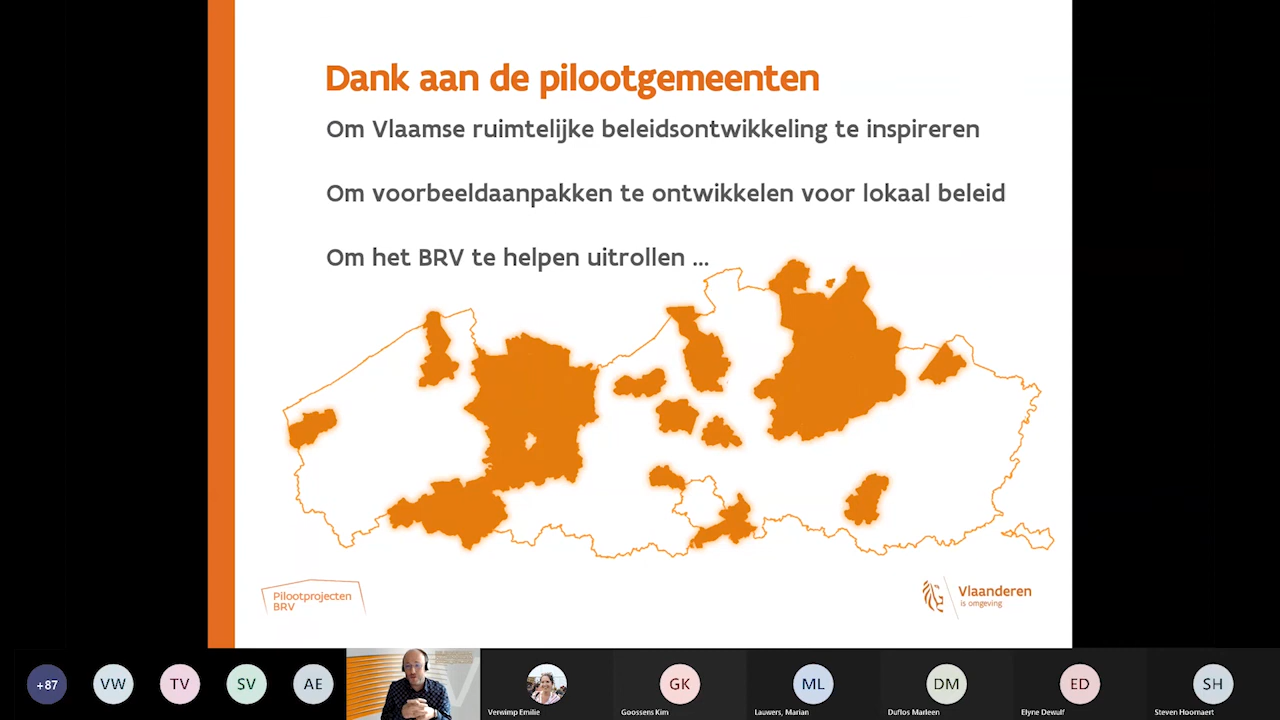 Dank aan de pilootgemeenten
Om Vlaamse ruimtelijke beleidsontwikkeling te inspireren
Om voorbeeldaanpakken te ontwikkelen voor lokaal beleid
Om het BRV te helpen uitrollen ...
Pilootprojecten
BRV
Vlaanderen
is omgeving
+87
VW
TV
SV
AE
GK
ML
DM
ED
SH
Verwimp Emilie
Goossens Kim
Lauwers, Marian
Duflos Marleen
Elyne Dewulf
Steven Hoornaert